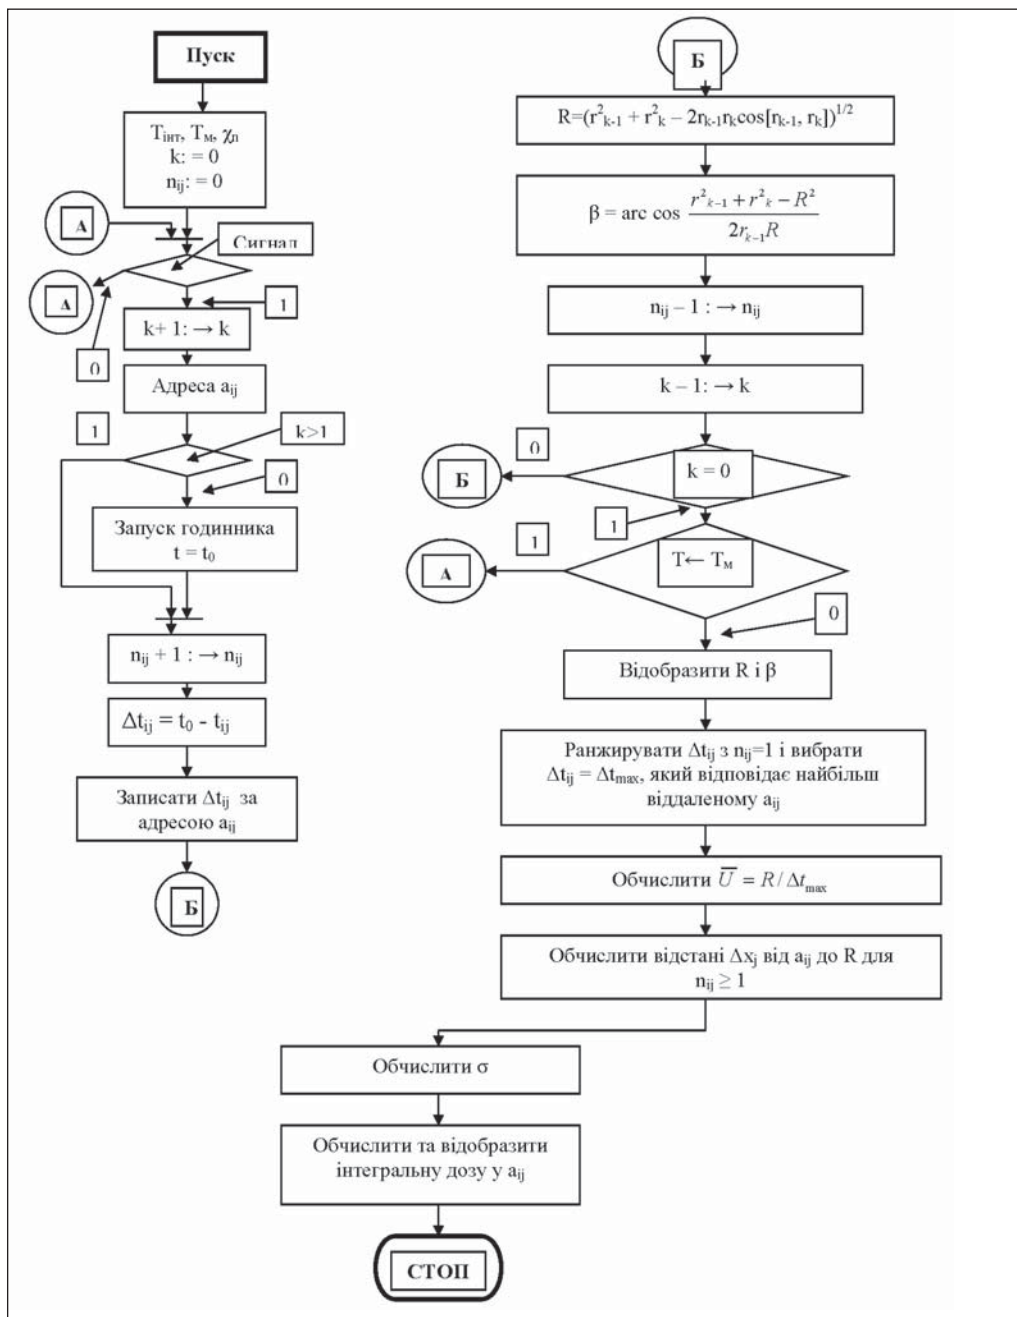 Пуск
Tінт, Tм, χп
k: = 0
nij: = 0
А
Сигнал
А
1
k+ 1: → k
0
Адреса aij
1
k>1
0
Запуск годинника
t = t0
nij + 1 : → nij
Δtij = t0 - tij
Записати Δtij за
адресою aij
Б
Б
R=(r²k-1 + r²k – 2rk-1rkcos[rk-1, rk])1/2
β = arc cos (r²k−1 + r²k − R²) / (2rk−1R)
nij – 1 : → nij
k – 1: → k
0
k = 0
Б
1
1
T← Tм
А
0
Відобразити R і β
Ранжирувати Δtij з nij=1 і вибрати
Δtij = Δtmax, який відповідає найбільш
віддаленому aij
Обчислити U̅ = R / Δtmax
Обчислити відстані Δxj від aij до R для
nij ≥ 1
Обчислити σ
Обчислити та відобразити
інтегральну дозу у aij
СТОП